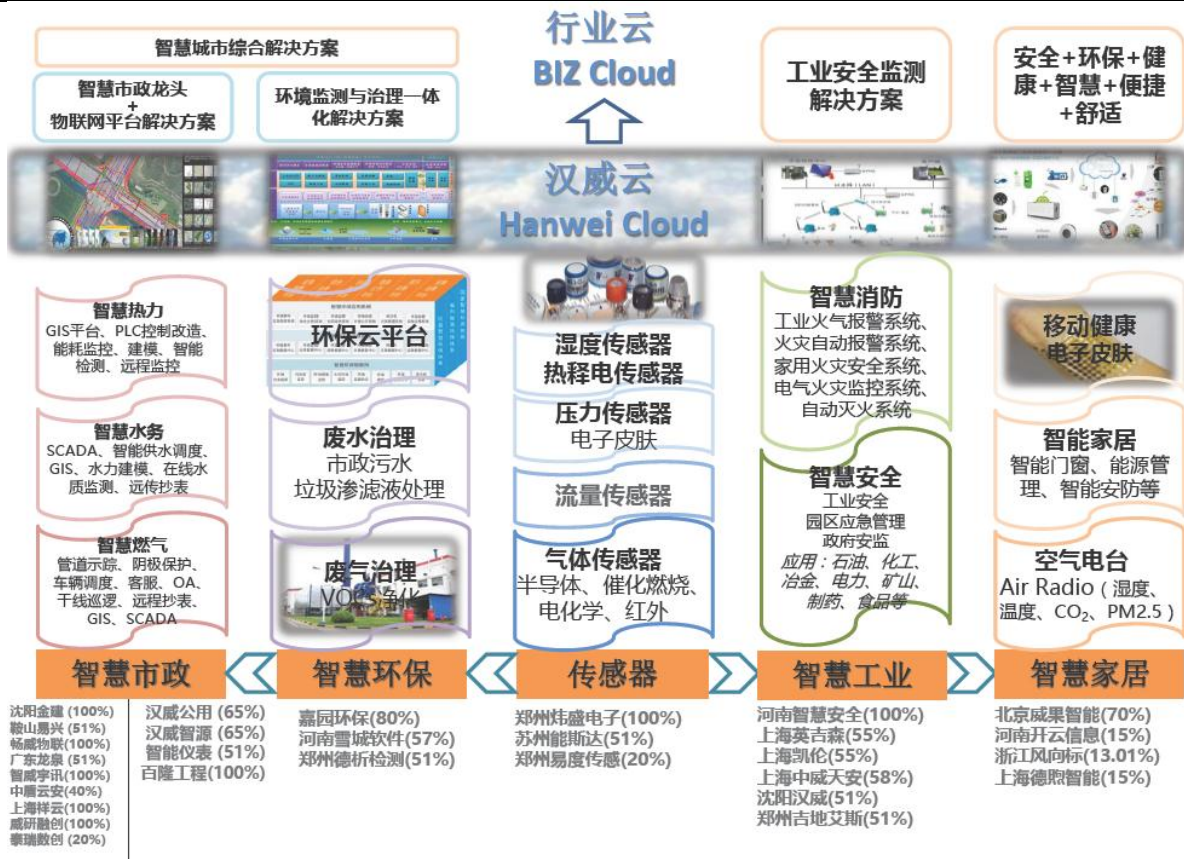 智慧城市综合解决方案
智慧市政龙头
+
物联网平台解决方案
环境监测与治理一体
化解决方案
行业云
BIZ Cloud
工业安全监测
解决方案
安全+环保+健
康+智慧+便捷
+舒适
汉威云
Hanwei Cloud
智慧热力
GIS平台、PLC控制改造、
能耗监控、建模、智能
检测、远程监控
智慧水务
SCADA、智能供水调度、
GIS、水力建模、在线水
质监测、远传抄表
智慧燃气
管道示踪、阴极保护、
车辆调度、客服、OA、
干线巡逻、远程抄表、
GIS、SCADA
环保云平台
废水治理
市政污水
垃圾渗滤液处理
废气治理
VOCs净化
湿度传感器
热释电传感器
压力传感器
电子皮肤
流量传感器
气体传感器
半导体、催化燃烧、
电化学、红外
智慧消防
工业火气报警系统、
火灾自动报警系统、
家用火灾安全系统、
电气火灾监控系统、
自动灭火系统
智慧安全
工业安全
园区应急管理
政府安监
应用：石油、化工、
冶金、电力、矿山、
制药、食品等
移动健康
电子皮肤
智能家居
智能门窗、能源管
理、智能安防等
空气电台
Air Radio（湿度、
温度、CO₂、PM2.5）
智慧市政
智慧环保
传感器
智慧工业
智慧家居
沈阳金建 (100%)
鞍山易兴 (51%)
畅威物联(100%)
广东龙泉 (51%)
智威宇讯(100%)
中盾云安(40%)
上海祥云(100%)
威研融创(100%)
泰瑞数创 (20%)
汉威公用 (65%)
汉威智源 (65%)
智能仪表 (51%)
百隆工程(100%)
嘉园环保(80%)
河南雪城软件(57%)
郑州德析检测(51%)
郑州炜盛电子(100%)
苏州能斯达(51%)
郑州易度传感(20%)
河南智慧安全(100%)
上海英吉森(55%)
上海凯伦(55%)
上海中威天安(58%)
沈阳汉威(51%)
郑州吉地艾斯(51%)
北京威果智能(70%)
河南开云信息(15%)
浙江风向标(13.01%)
上海德煦智能(15%)